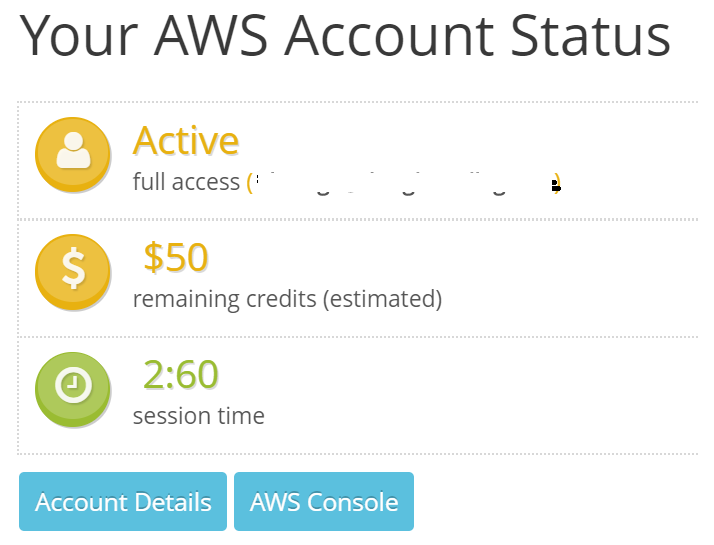 Your AWS Account Status
Active
full access (
$50
remaining credits (estimated)
2:60
session time
Account Details
AWS Console